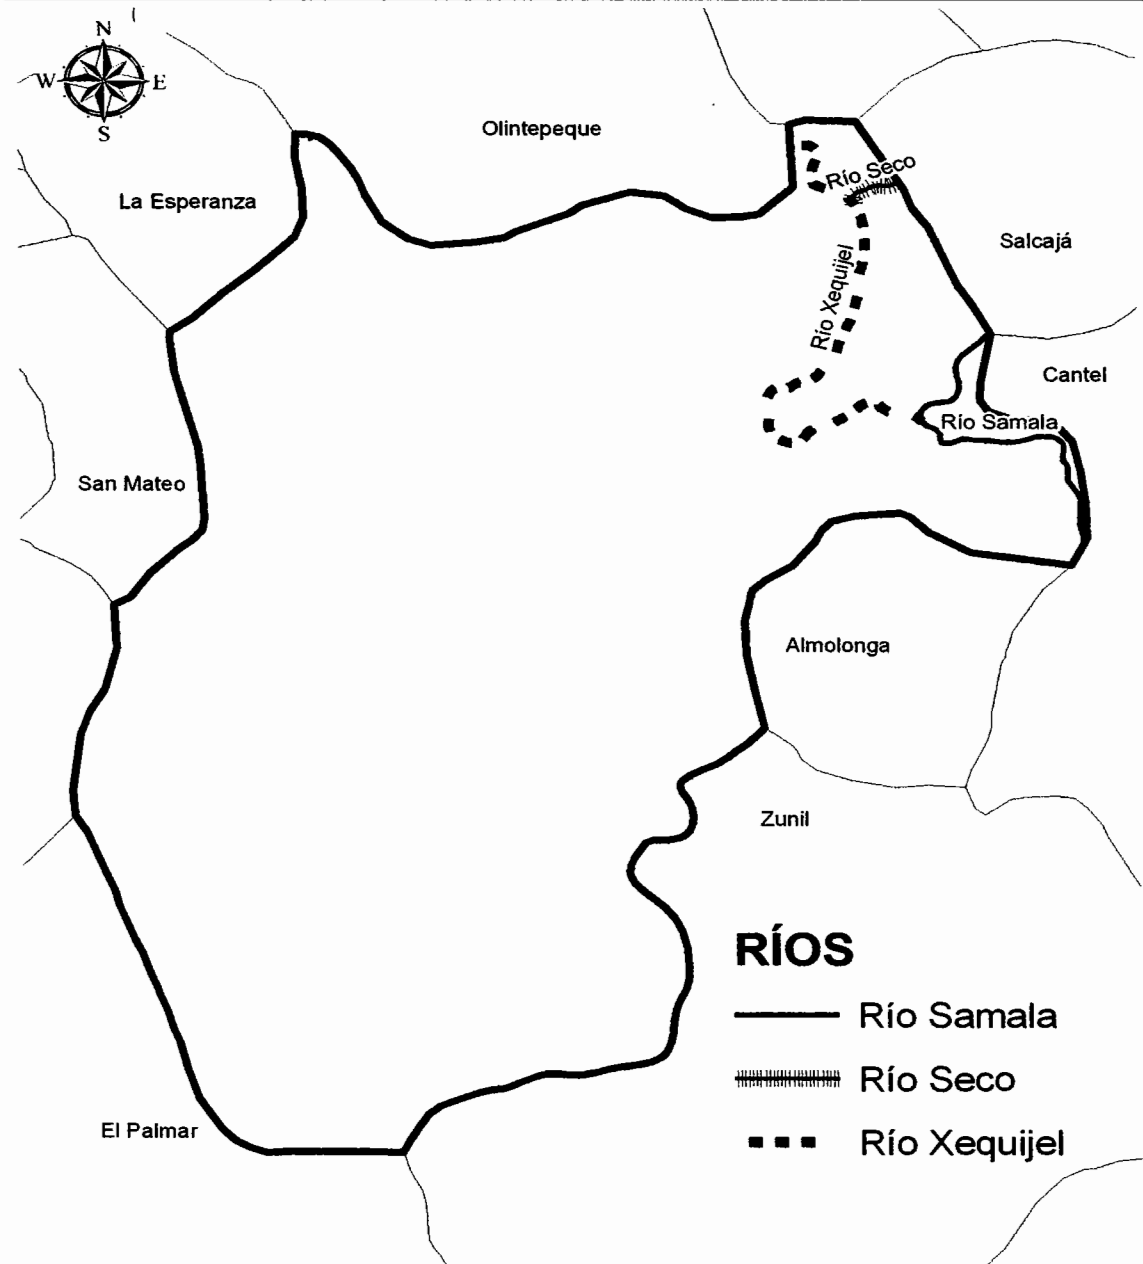 N
W E
S
Olintepeque
Río Seco
La Esperanza
Salcajá
Río Xequijel
Cantel
Río Samala
San Mateo
Almolonga
Zunil
RÍOS
Río Samala
Río Seco
El Palmar
Río Xequijel